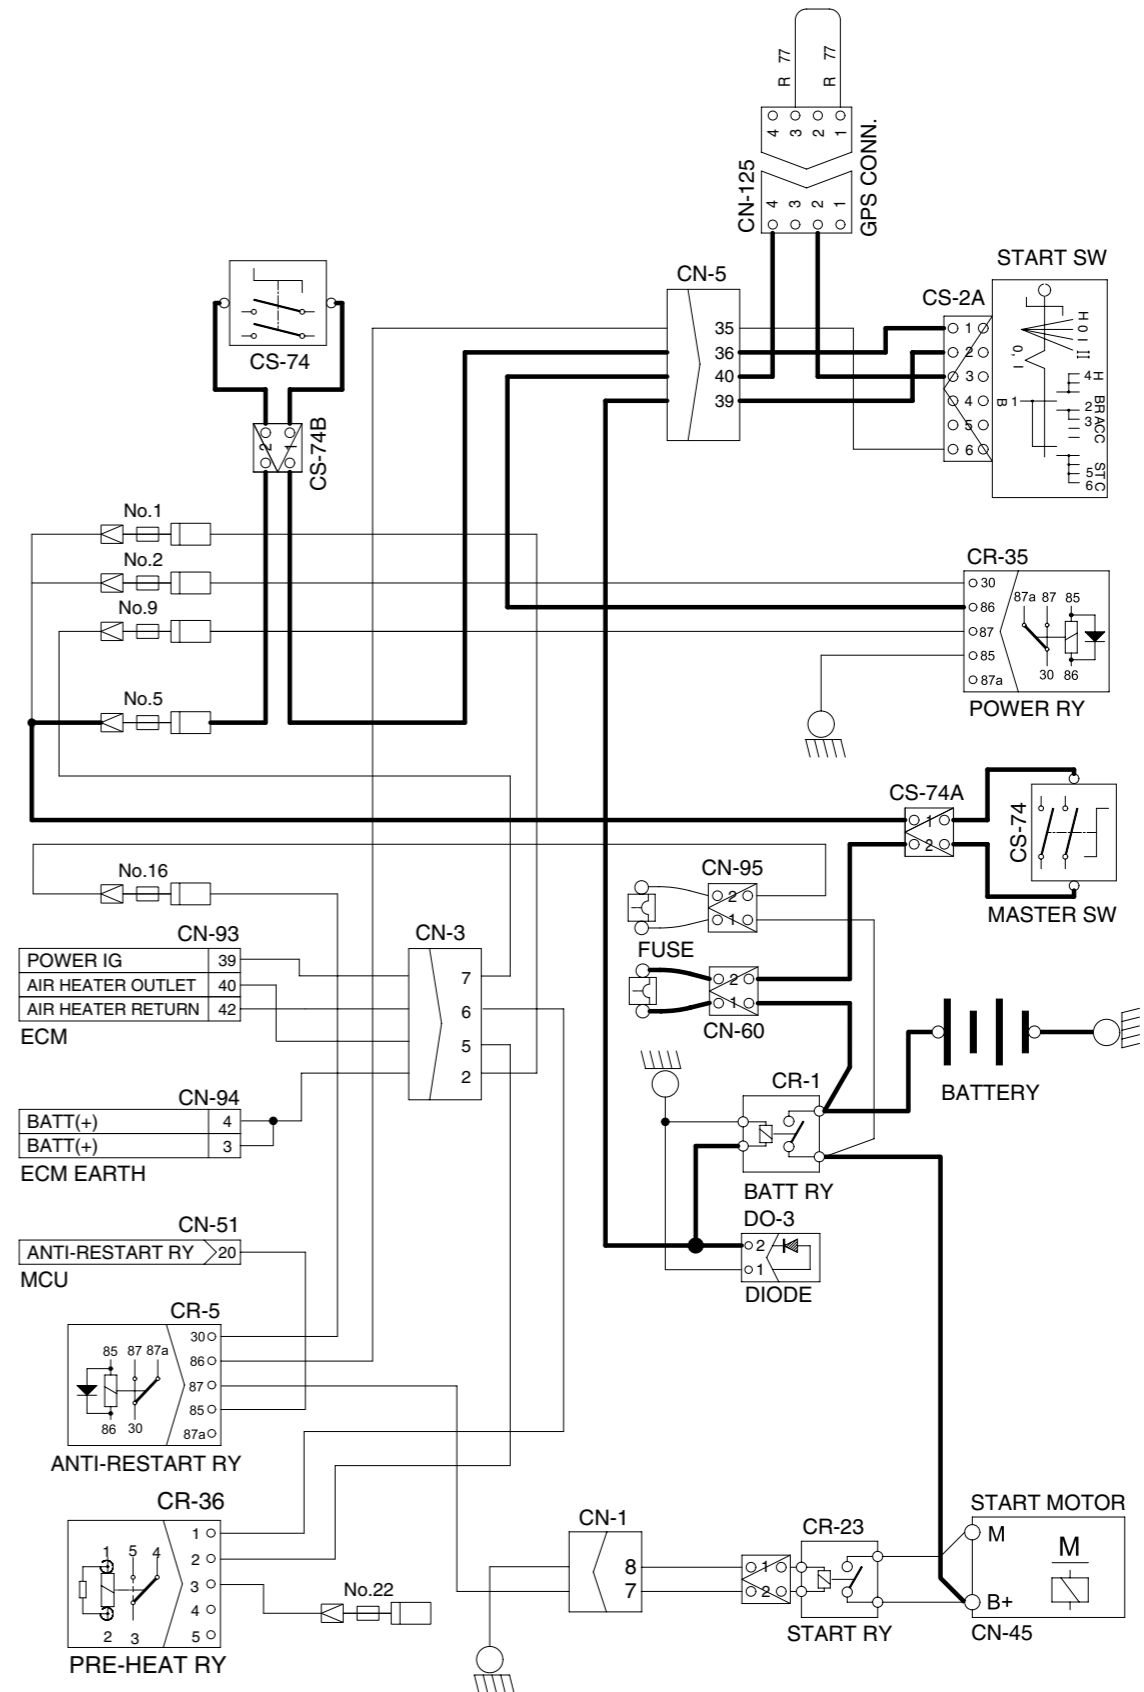 R 77
R 77
4 3 2 1
GPS CONN.
CN-125
4 3 2 1
START SW
CN-5
CS-2A
35
36
40
39
1
2
3
4
5
6
H 0 I II
0, I
B 1
4 H
BR
2
3 ACC
ST
5
6 C
CS-74
2 1
CS-74B
No.1
No.2
No.9
No.5
CR-35
30
86
87
85
87a
87a 87 85
30 86
POWER RY
CS-74A
1
2
CS-74
MASTER SW
No.16
CN-95
2
1
FUSE
2
1
CN-60
CN-93
POWER IG 39
AIR HEATER OUTLET 40
AIR HEATER RETURN 42
ECM
CN-3
7
6
5
2
CR-1
BATTERY
CN-94
BATT(+) 4
BATT(+) 3
ECM EARTH
BATT RY
CN-51
ANTI-RESTART RY 20
MCU
DO-3
2
1
DIODE
CR-5
30
86
87
85
87a
85 87 87a
86 30
ANTI-RESTART RY
CR-36
1
2
3
4
5
1 5 4
2 3
PRE-HEAT RY
No.22
CN-1
8
7
1
2
CR-23
START RY
START MOTOR
M
M
B+
CN-45